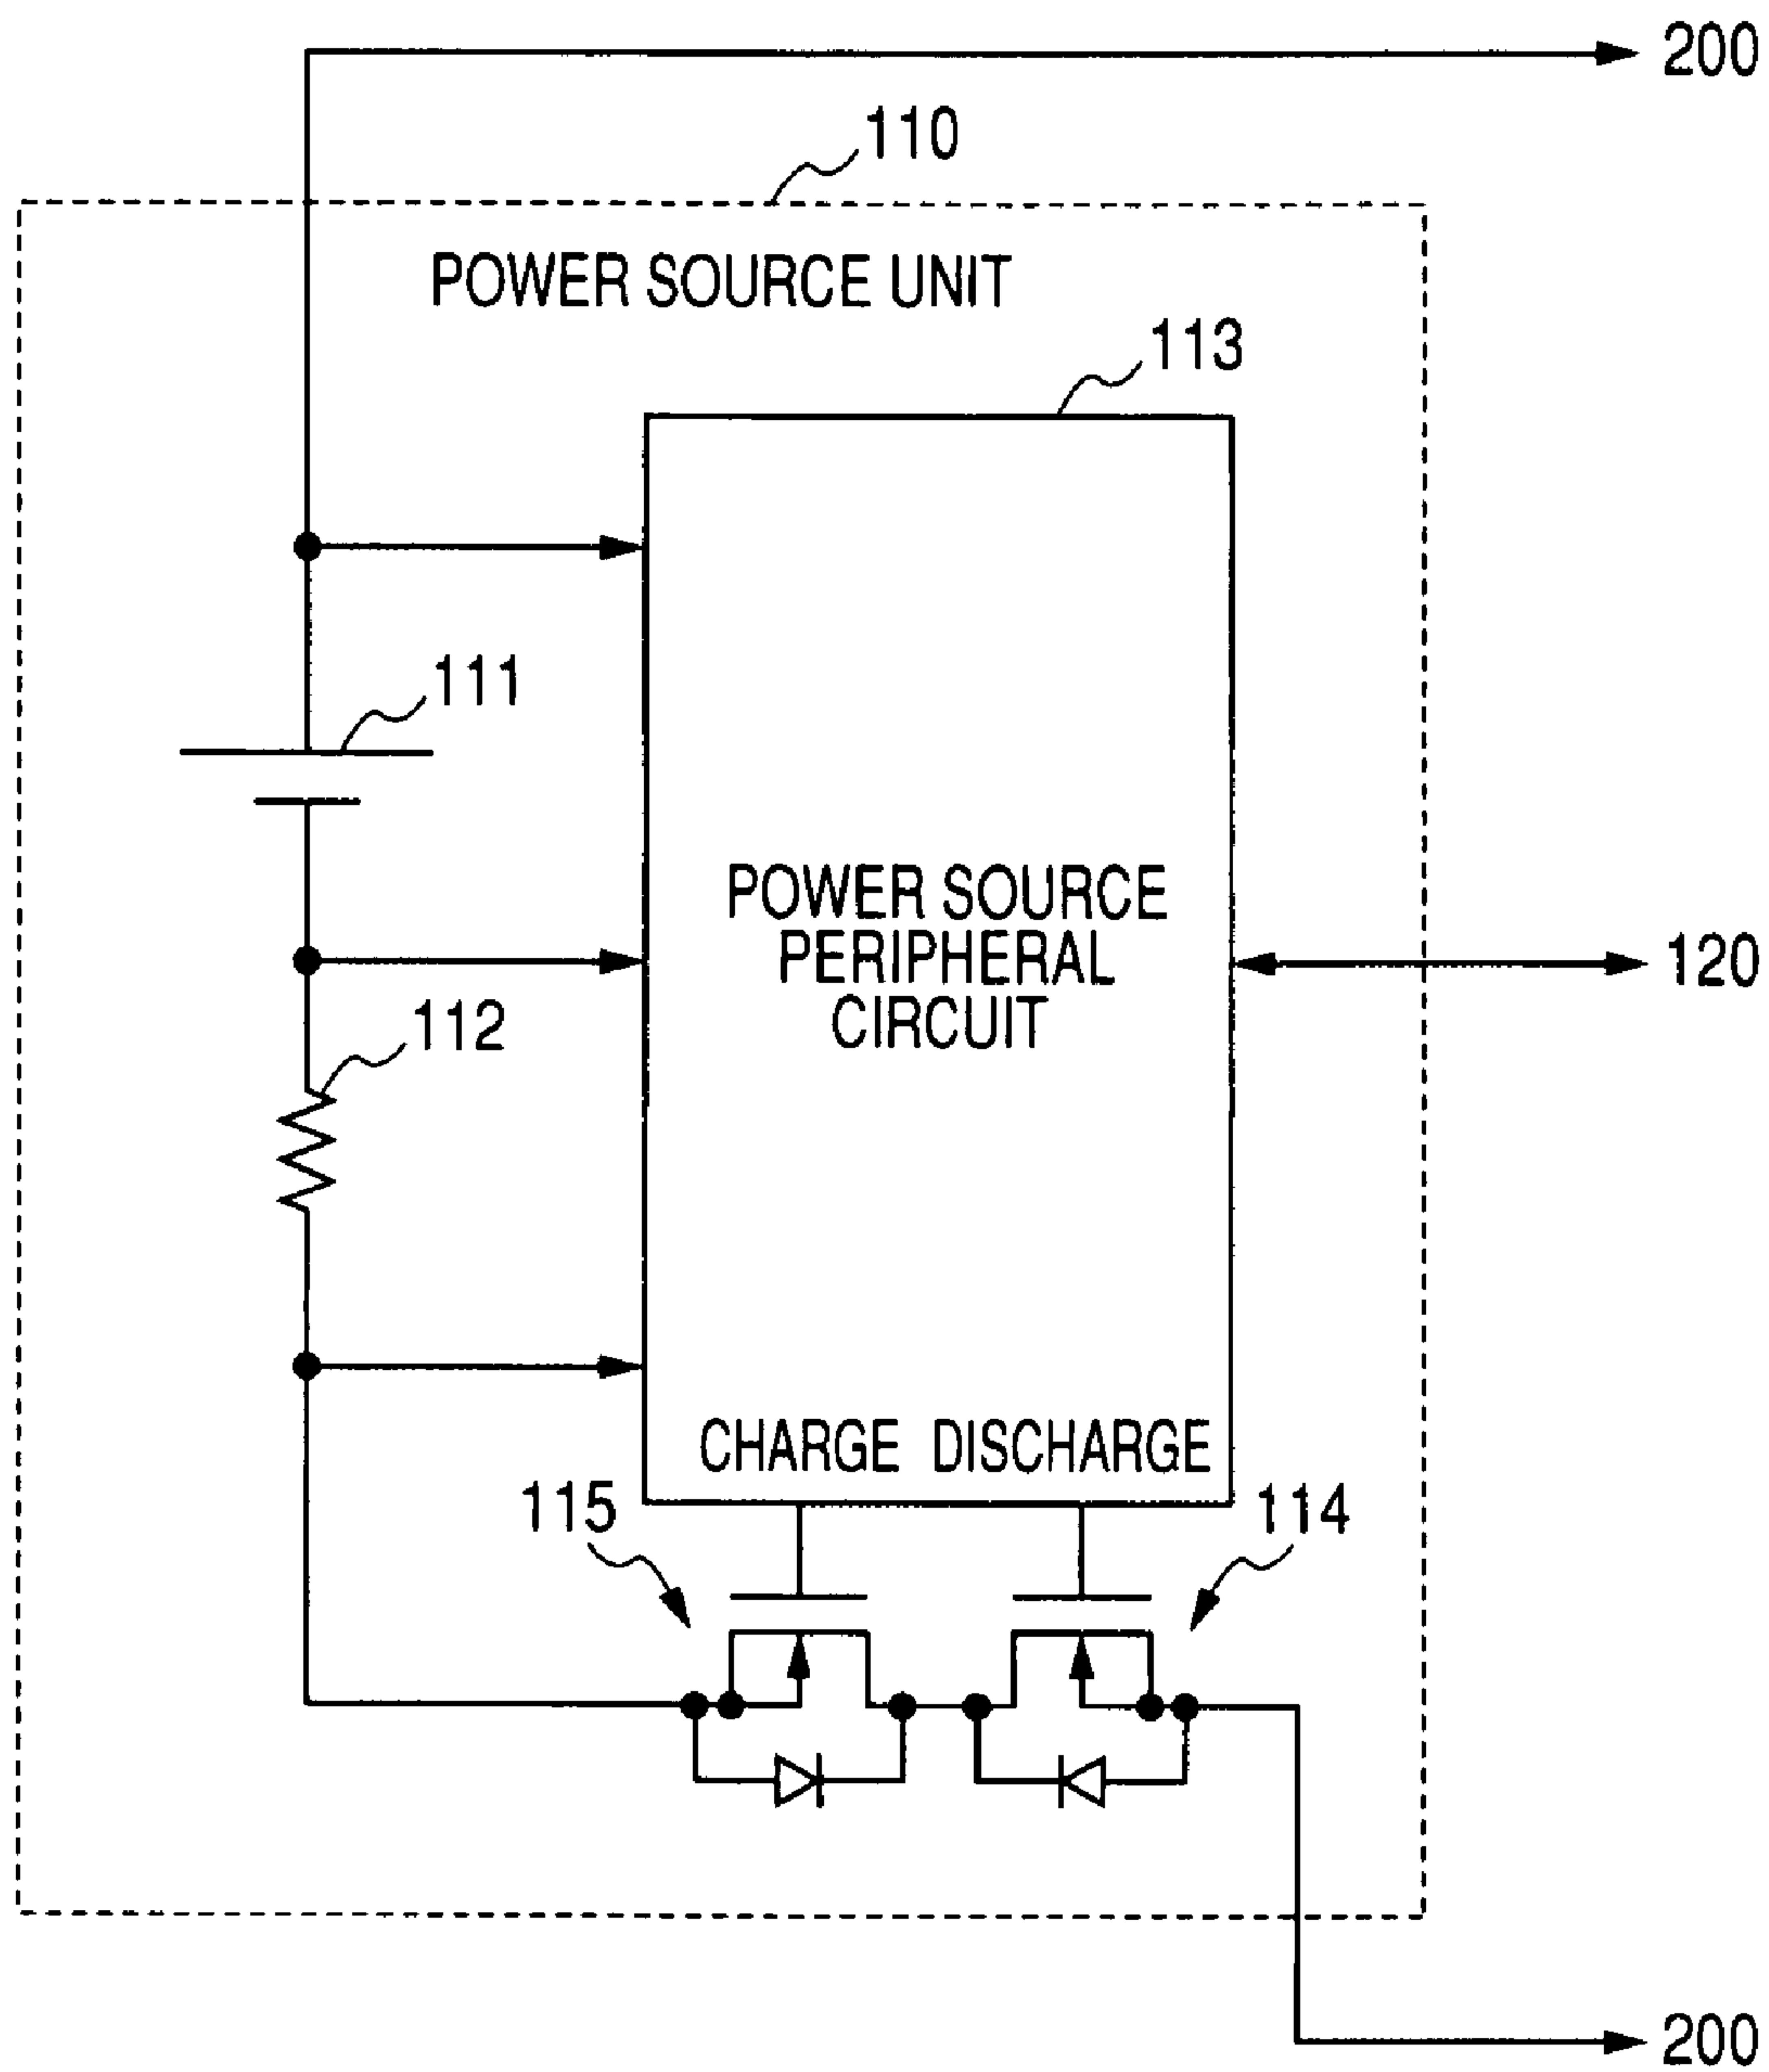 200
110
POWER SOURCE UNIT
113
111
POWER SOURCE
PERIPHERAL
CIRCUIT
120
112
CHARGE DISCHARGE
115
114
200